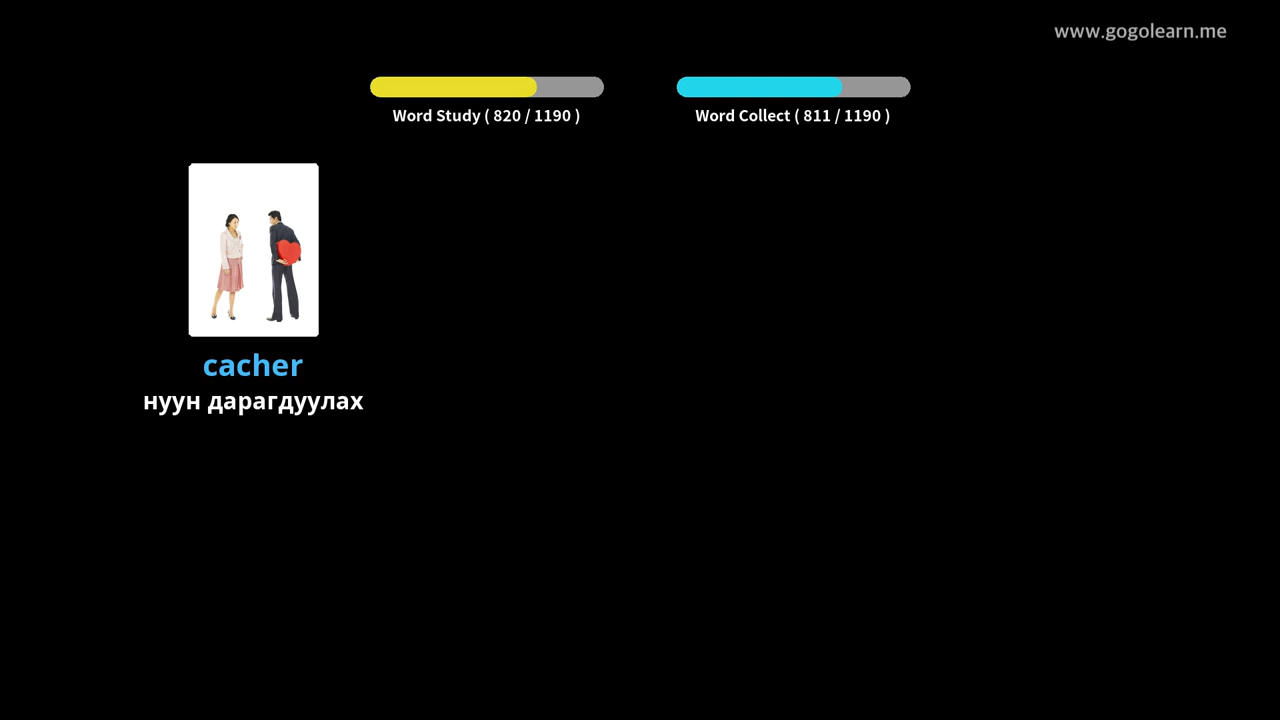 www.gogolearn.me
Word Study ( 820 / 1190 )
Word Collect ( 811 / 1190 )
cacher
нуун дарагдуулах